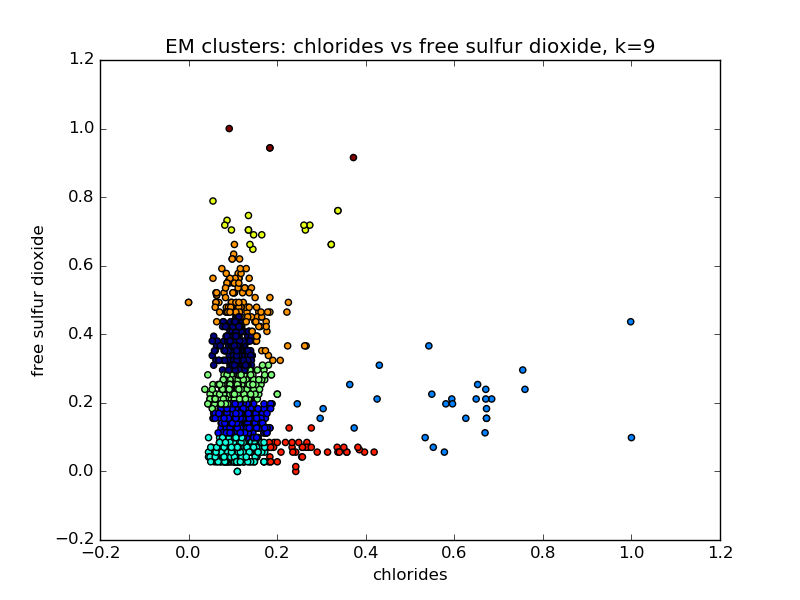 EM clusters: chlorides vs free sulfur dioxide, k=9
1.2
1.0
0.8
0.6
0.4
0.2
0.0
−0.2
free sulfur dioxide
−0.2 0.0 0.2 0.4 0.6 0.8 1.0 1.2
chlorides